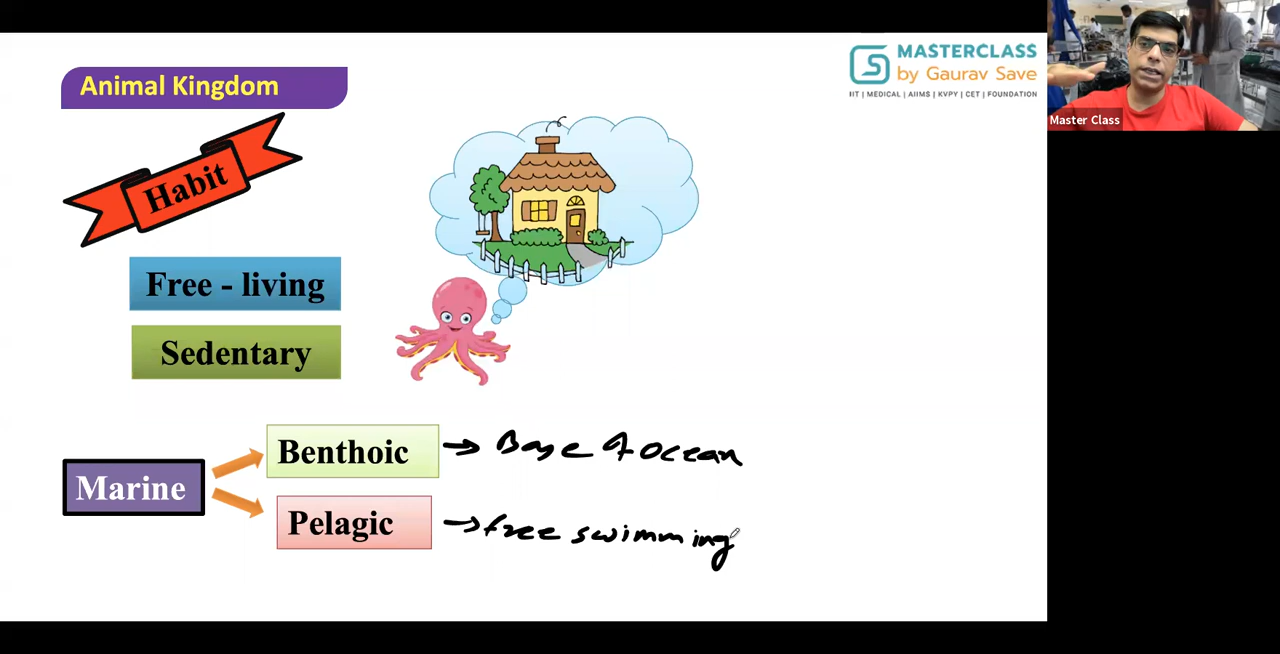 MASTERCLASS
by Gaurav Save
IIT | MEDICAL | AIIMS | KVPY | CET | FOUNDATION
Master Class
Animal Kingdom
Habit
Free - living
Sedentary
Marine
Benthoic → Base of ocean
Pelagic → free swimming